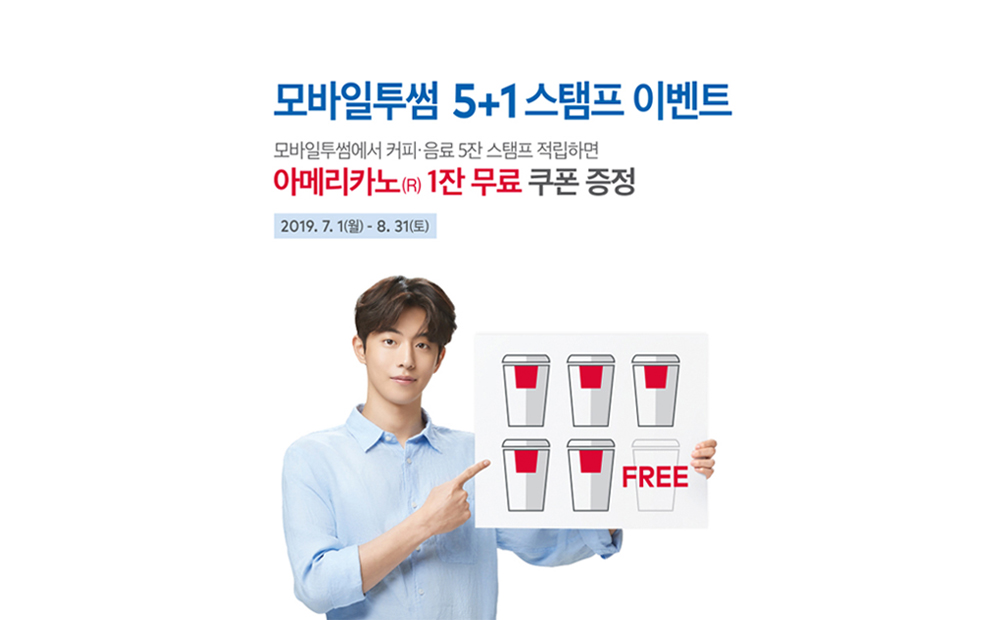 모바일투썸 5+1 스탬프 이벤트
모바일투썸에서 커피·음료 5잔 스탬프 적립하면
아메리카노(R) 1잔 무료 쿠폰 증정
2019. 7. 1(월) - 8. 31(토)
FREE